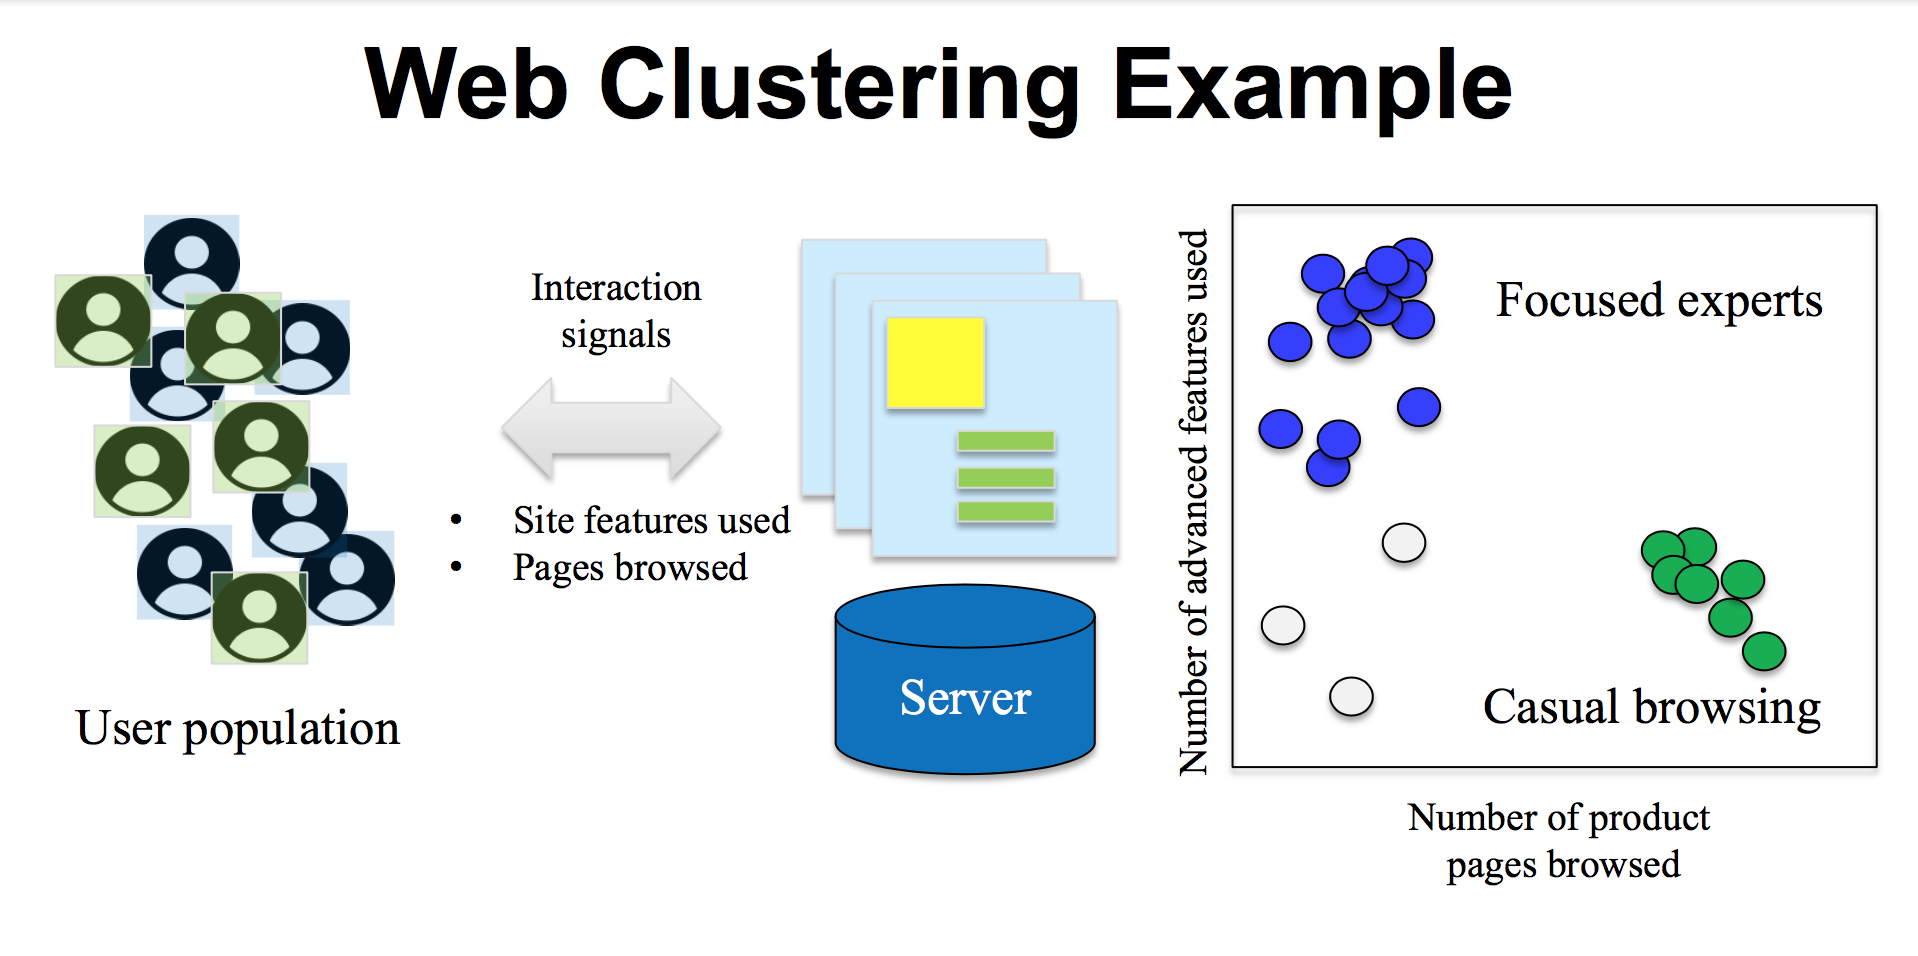 Web Clustering Example
Interaction
signals
• Site features used
• Pages browsed
User population
Server
Number of advanced features used
Focused experts
Casual browsing
Number of product
pages browsed